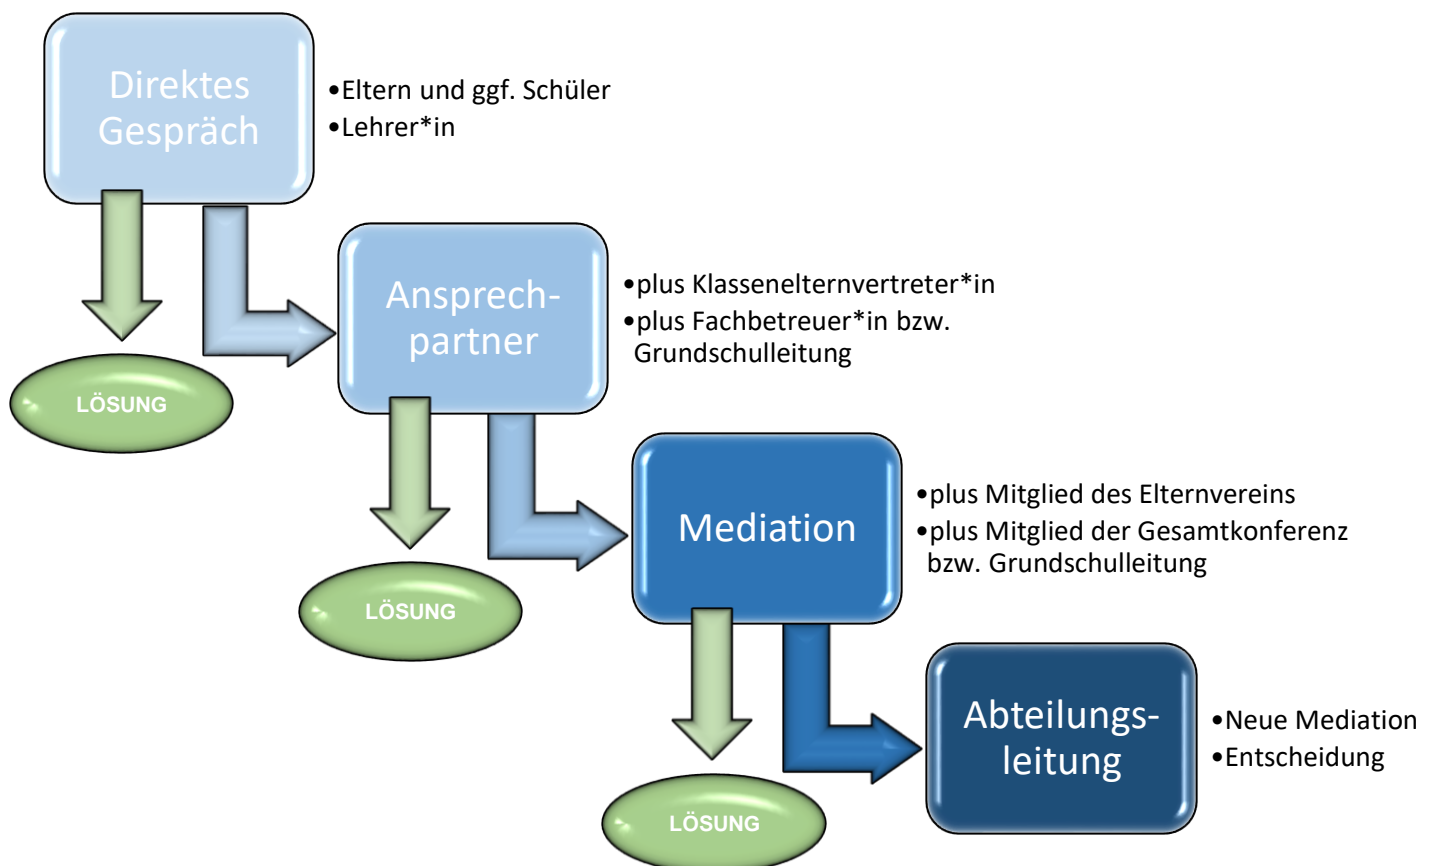 Direktes
Gespräch
•Eltern und ggf. Schüler
•Lehrer*in
LÖSUNG
Ansprech-
partner
•plus Klassenelternvertreter*in
•plus Fachbetreuer*in bzw.
Grundschulleitung
LÖSUNG
Mediation
•plus Mitglied des Elternvereins
•plus Mitglied der Gesamtkonferenz
bzw. Grundschulleitung
LÖSUNG
Abteilungs-
leitung
•Neue Mediation
•Entscheidung